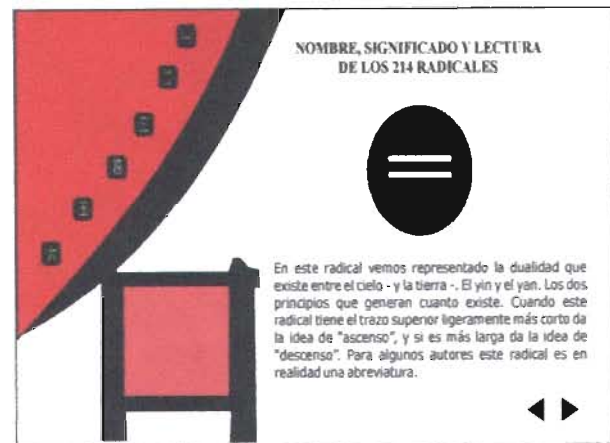 NOMBRE, SIGNIFICADO Y LECTURA
DE LOS 214 RADICALES
En este radical vemos representado la dualidad que
existe entre el cielo - y la tierra -. El yin y el yan. Los dos
principios que generan cuanto existe. Cuando este
radical tiene el trazo superior ligeramente más corto da
la idea de "ascenso", y si es más larga da la idea de
"descenso". Para algunos autores este radical es en
realidad una abreviatura.